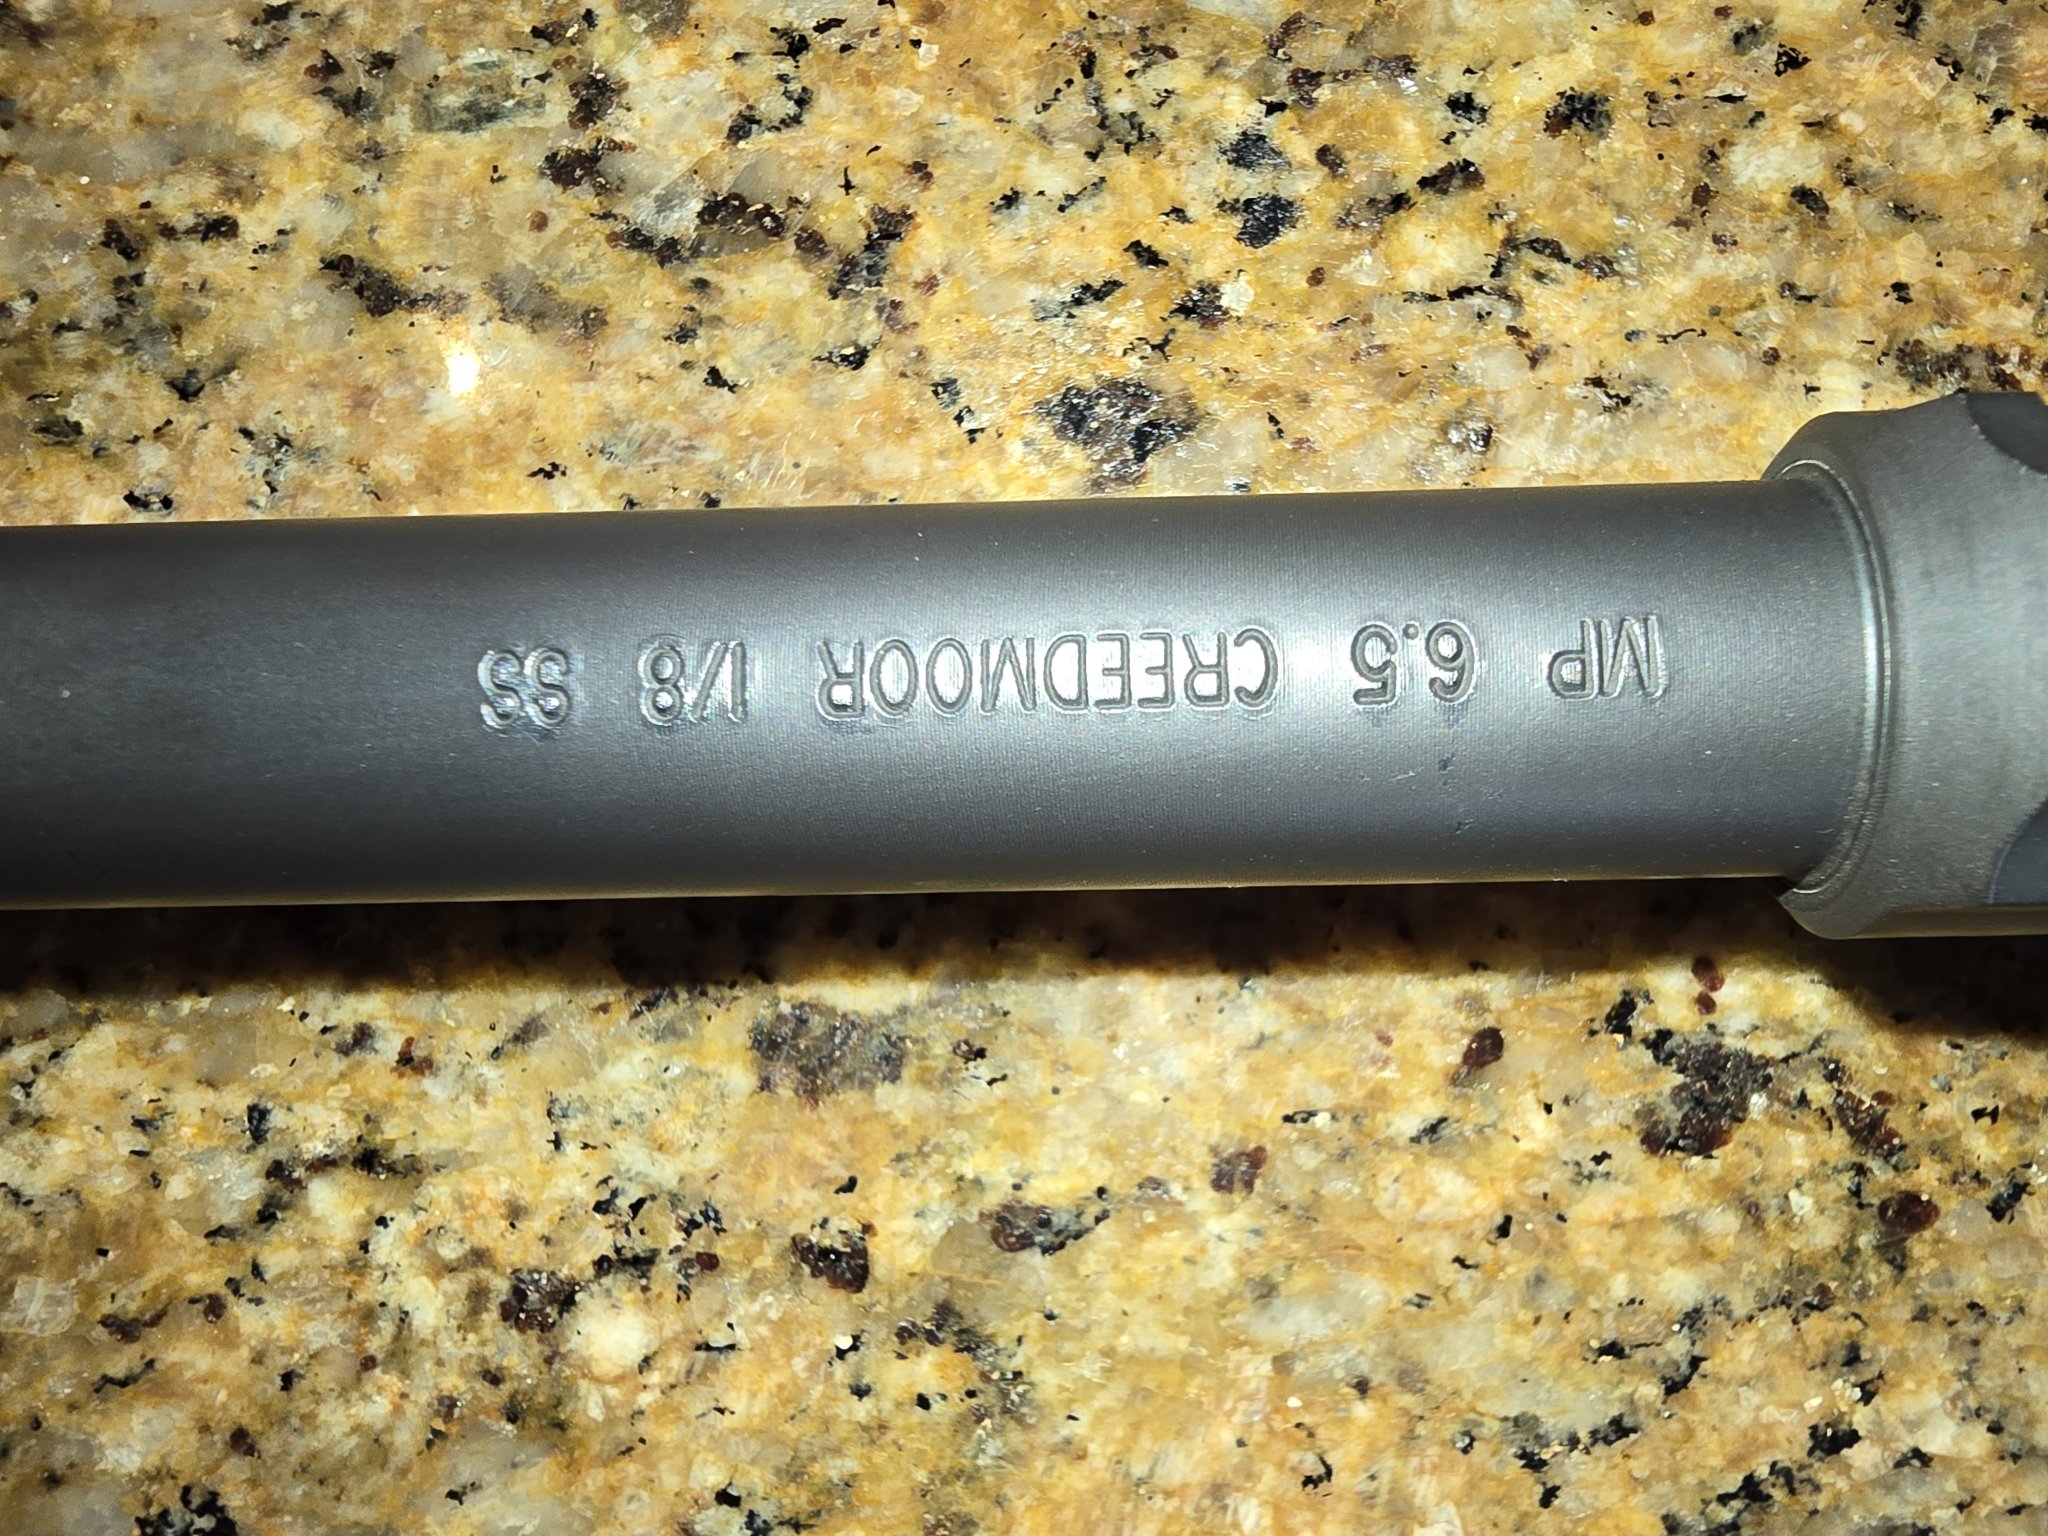 MP 6.5 CREEDMOOR 1/8 SS